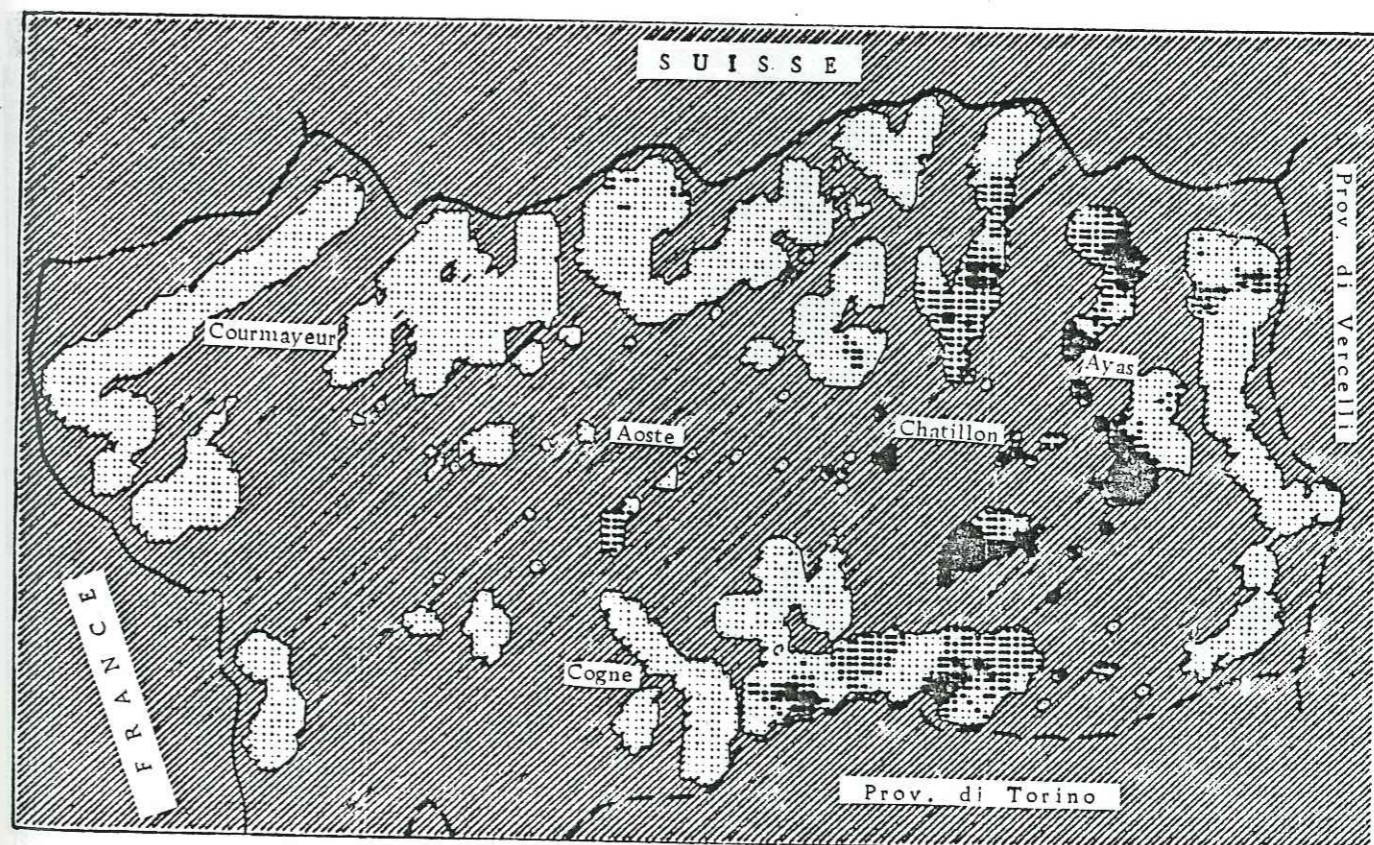 SUISSE
Prov. di Vercelli
Courmayeur
Ayas
Aoste
Chatillon
FRANCE
Cogne
Prov. di Torino